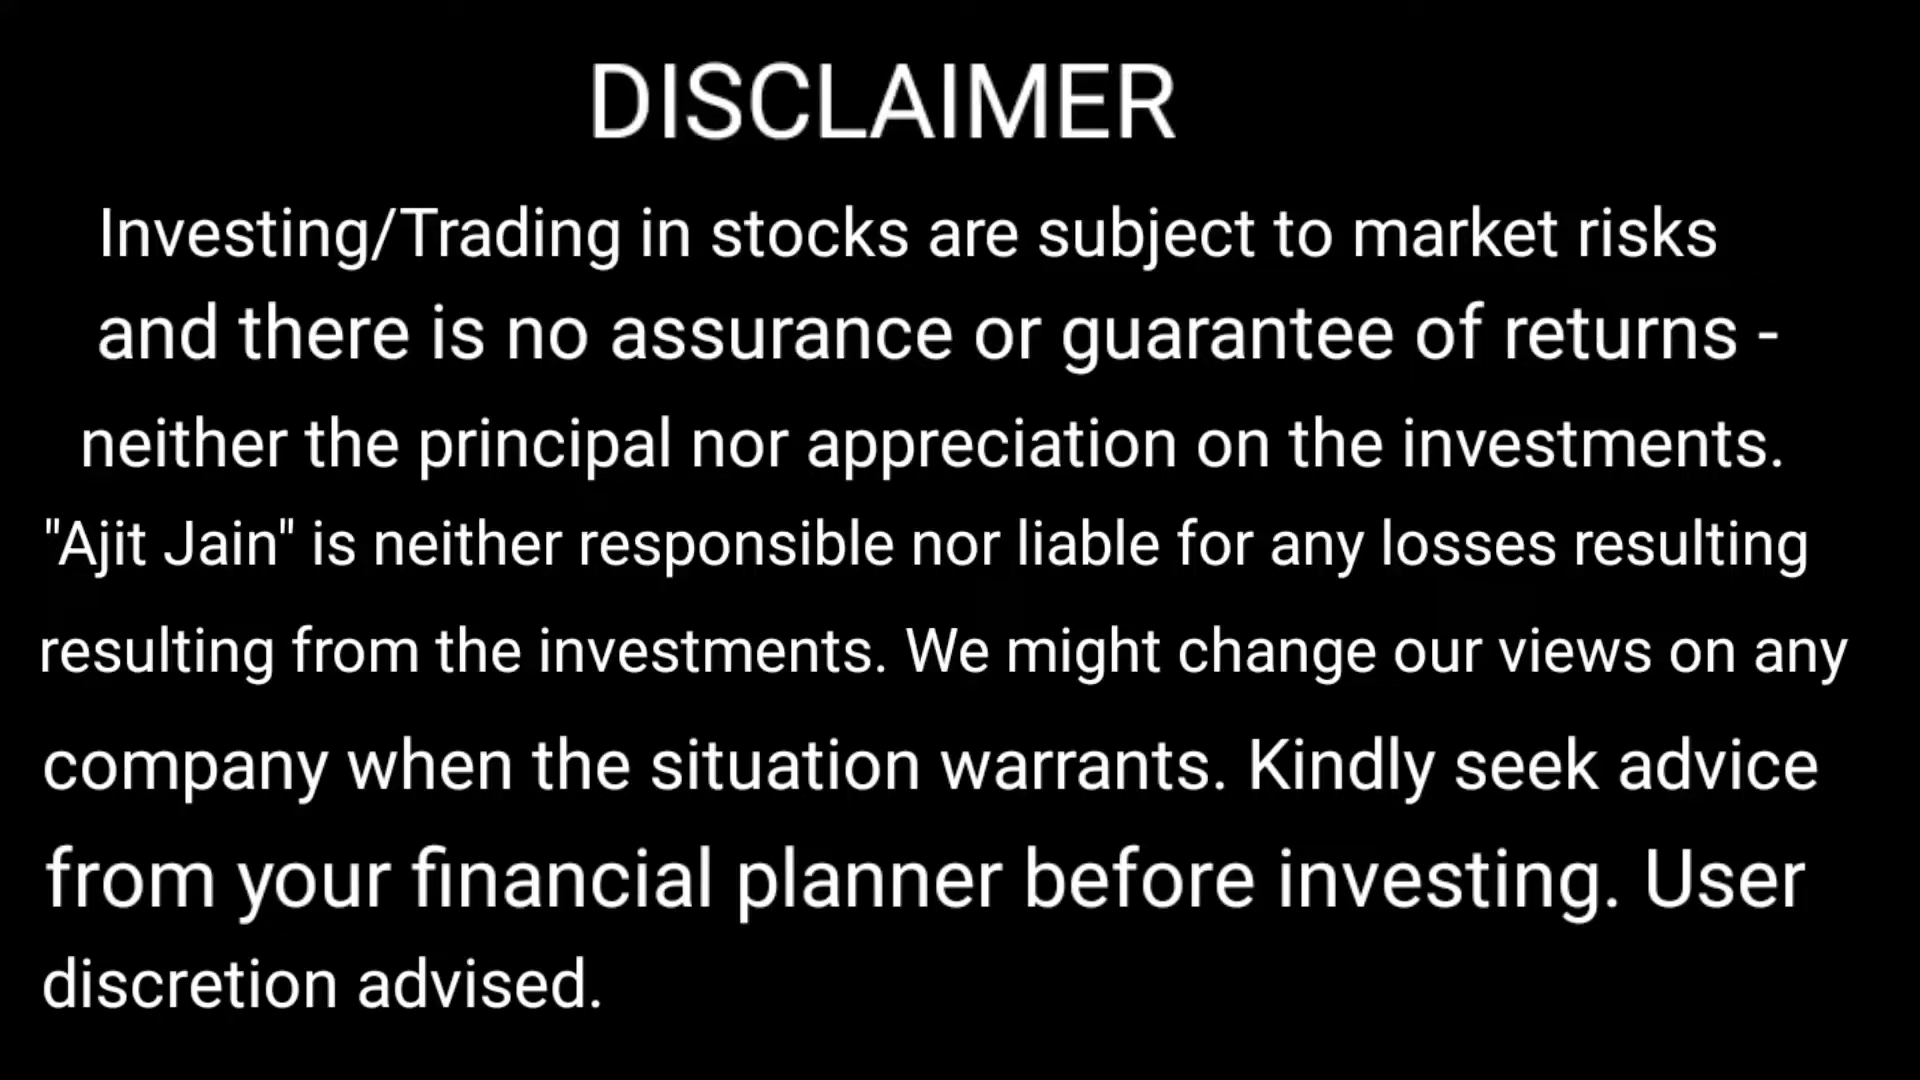 DISCLAIMER
Investing/Trading in stocks are subject to market risks
and there is no assurance or guarantee of returns -
neither the principal nor appreciation on the investments.
"Ajit Jain" is neither responsible nor liable for any losses resulting
resulting from the investments. We might change our views on any
company when the situation warrants. Kindly seek advice
from your financial planner before investing. User
discretion advised.